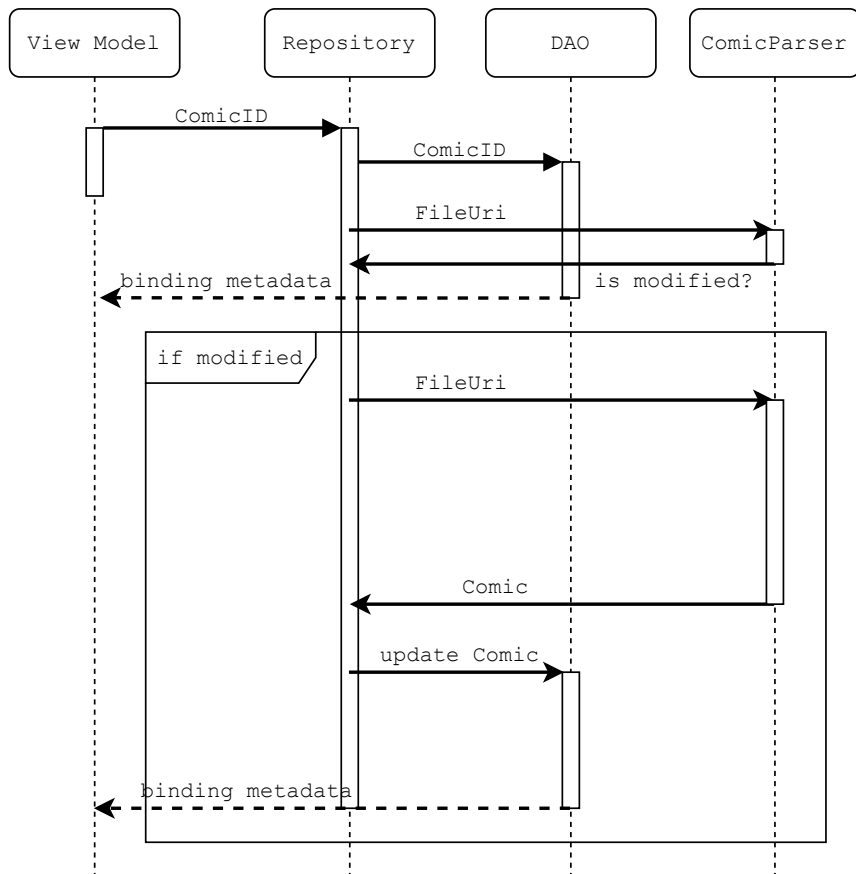 View Model
Repository
DAO
ComicParser
ComicID
ComicID
FileUri
is modified?
binding metadata
if modified
FileUri
Comic
update Comic
binding metadata